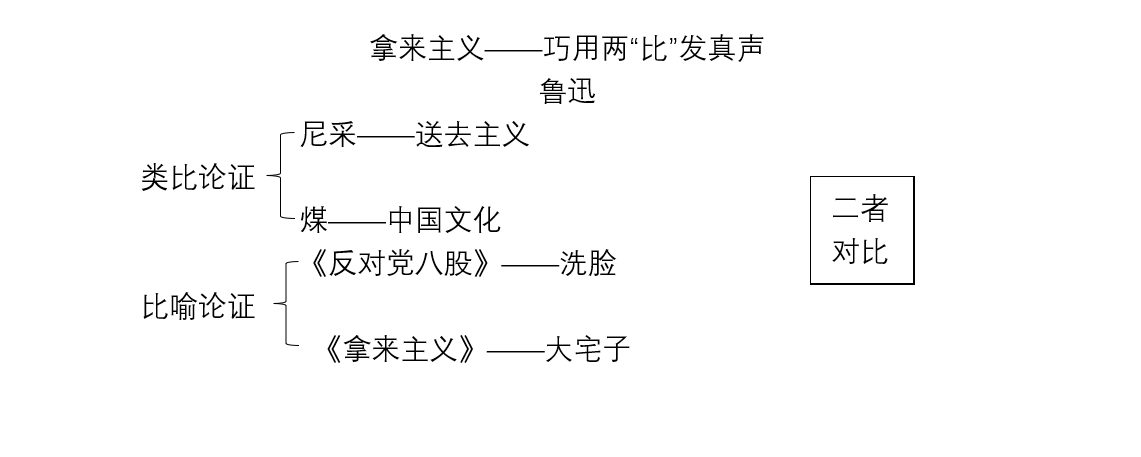 拿来主义——巧用两“比”发真声
鲁迅
尼采——送去主义
类比论证
煤——中国文化
《反对党八股》——洗脸
比喻论证
《拿来主义》——大宅子
二者
对比